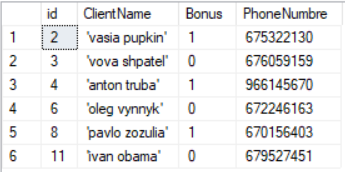 id ClientName Bonus PhoneNumbre
1 2 'vasia pupkin' 1 675322130
2 3 'vova shpatel' 0 676059159
3 4 'anton truba' 1 966145670
4 6 'oleg vynnyk' 0 672246163
5 8 'pavlo zozulia' 1 670156403
6 11 'ivan obama' 0 679527451